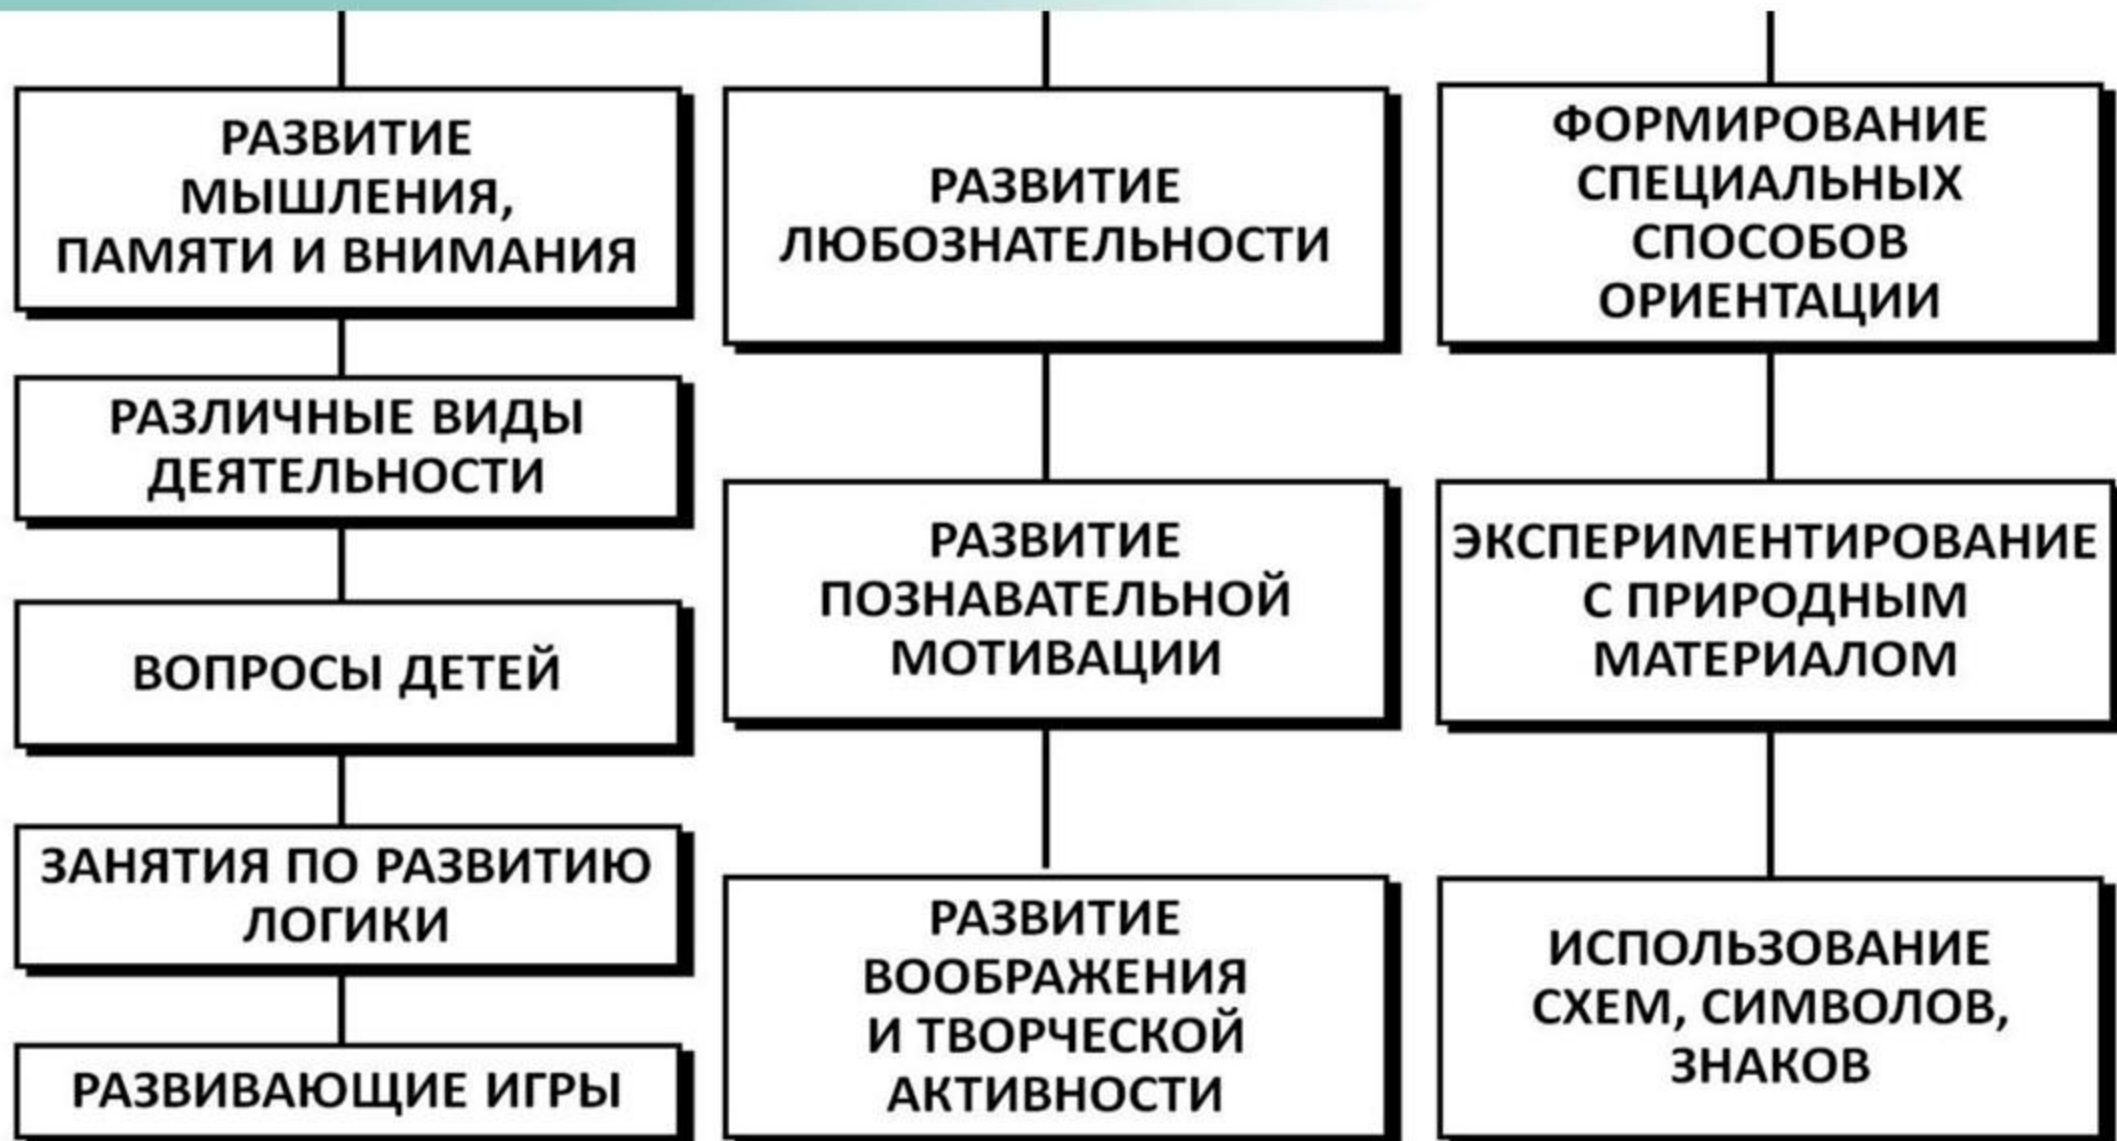 РАЗВИТИЕ
МЫШЛЕНИЯ,
ПАМЯТИ И ВНИМАНИЯ
РАЗЛИЧНЫЕ ВИДЫ
ДЕЯТЕЛЬНОСТИ
ВОПРОСЫ ДЕТЕЙ
ЗАНЯТИЯ ПО РАЗВИТИЮ
ЛОГИКИ
РАЗВИВАЮЩИЕ ИГРЫ
РАЗВИТИЕ
ЛЮБОЗНАТЕЛЬНОСТИ
РАЗВИТИЕ
ПОЗНАВАТЕЛЬНОЙ
МОТИВАЦИИ
РАЗВИТИЕ
ВООБРАЖЕНИЯ
И ТВОРЧЕСКОЙ
АКТИВНОСТИ
ФОРМИРОВАНИЕ
СПЕЦИАЛЬНЫХ
СПОСОБОВ
ОРИЕНТАЦИИ
ЭКСПЕРИМЕНТИРОВАНИЕ
С ПРИРОДНЫМ
МАТЕРИАЛОМ
ИСПОЛЬЗОВАНИЕ
СХЕМ, СИМВОЛОВ,
ЗНАКОВ